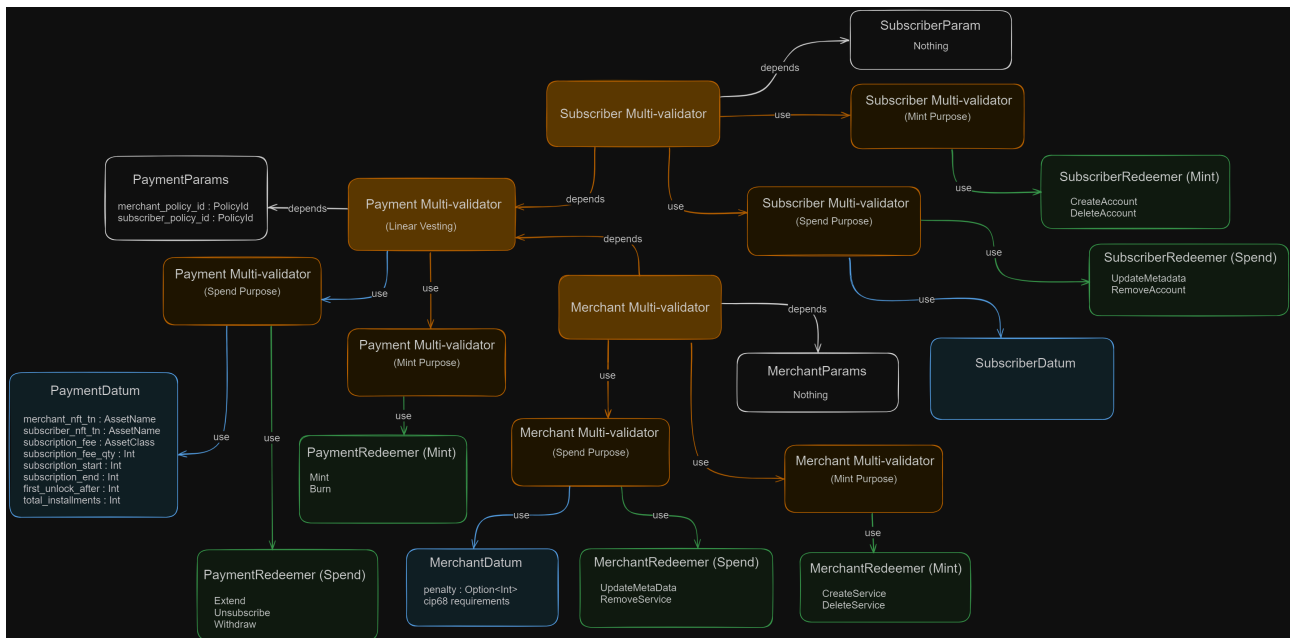 SubscriberParam
Nothing
depends
Subscriber Multi-validator
use
Subscriber Multi-validator
(Mint Purpose)
use
SubscriberRedeemer (Mint)
CreateAccount
DeleteAccount
PaymentParams
merchant_policy_id : PolicyId
subscriber_policy_id : PolicyId
depends
Payment Multi-validator
(Linear Vesting)
depends
use
Subscriber Multi-validator
(Spend Purpose)
use
SubscriberRedeemer (Spend)
UpdateMetadata
RemoveAccount
depends
Payment Multi-validator
(Spend Purpose)
use
use
Merchant Multi-validator
depends
use
SubscriberDatum
Payment Multi-validator
(Mint Purpose)
MerchantParams
Nothing
use
PaymentDatum
merchant_nft_tn : AssetName
subscriber_nft_tn : AssetName
subscription_fee : AssetClass
subscription_fee_qty : Int
subscription_start : Int
subscription_end : Int
first_unlock_after : Int
total_installments : Int
use
use
use
PaymentRedeemer (Mint)
Mint
Burn
Merchant Multi-validator
(Spend Purpose)
use
Merchant Multi-validator
(Mint Purpose)
use
use
use
PaymentRedeemer (Spend)
Extend
Unsubscribe
Withdraw
MerchantDatum
penalty : Option<Int>
cip68 requirements
MerchantRedeemer (Spend)
UpdateMetaData
RemoveService
MerchantRedeemer (Mint)
CreateService
DeleteService